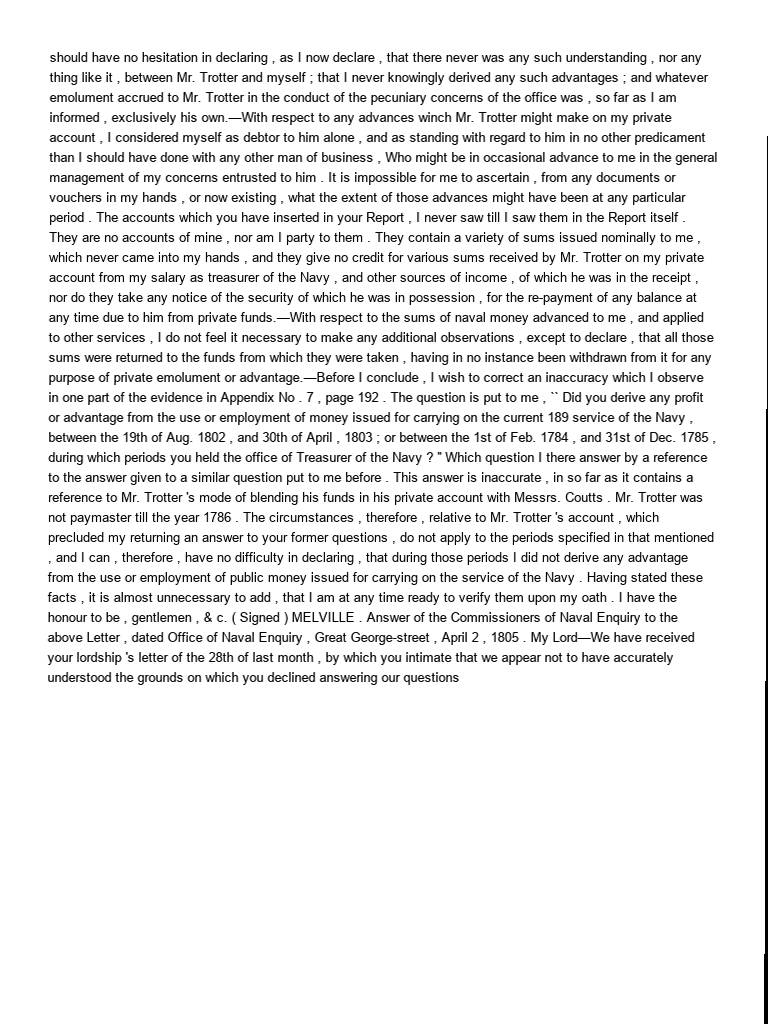 should have no hesitation in declaring , as I now declare , that there never was any such understanding , nor any
thing like it , between Mr. Trotter and myself ; that I never knowingly derived any such advantages ; and whatever
emolument accrued to Mr. Trotter in the conduct of the pecuniary concerns of the office was , so far as I am
informed , exclusively his own.—With respect to any advances winch Mr. Trotter might make on my private
account , I considered myself as debtor to him alone , and as standing with regard to him in no other predicament
than I should have done with any other man of business , Who might be in occasional advance to me in the general
management of my concerns entrusted to him . It is impossible for me to ascertain , from any documents or
vouchers in my hands , or now existing , what the extent of those advances might have been at any particular
period . The accounts which you have inserted in your Report , I never saw till I saw them in the Report itself .
They are no accounts of mine , nor am I party to them . They contain a variety of sums issued nominally to me ,
which never came into my hands , and they give no credit for various sums received by Mr. Trotter on my private
account from my salary as treasurer of the Navy , and other sources of income , of which he was in the receipt ,
nor do they take any notice of the security of which he was in possession , for the re-payment of any balance at
any time due to him from private funds.—With respect to the sums of naval money advanced to me , and applied
to other services , I do not feel it necessary to make any additional observations , except to declare , that all those
sums were returned to the funds from which they were taken , having in no instance been withdrawn from it for any
purpose of private emolument or advantage.—Before I conclude , I wish to correct an inaccuracy which I observe
in one part of the evidence in Appendix No . 7 , page 192 . The question is put to me , `` Did you derive any profit
or advantage from the use or employment of money issued for carrying on the current 189 service of the Navy ,
between the 19th of Aug. 1802 , and 30th of April , 1803 ; or between the 1st of Feb. 1784 , and 31st of Dec. 1785 ,
during which periods you held the office of Treasurer of the Navy ? " Which question I there answer by a reference
to the answer given to a similar question put to me before . This answer is inaccurate , in so far as it contains a
reference to Mr. Trotter 's mode of blending his funds in his private account with Messrs. Coutts . Mr. Trotter was
not paymaster till the year 1786 . The circumstances , therefore , relative to Mr. Trotter 's account , which
precluded my returning an answer to your former questions , do not apply to the periods specified in that mentioned
, and I can , therefore , have no difficulty in declaring , that during those periods I did not derive any advantage
from the use or employment of public money issued for carrying on the service of the Navy . Having stated these
facts , it is almost unnecessary to add , that I am at any time ready to verify them upon my oath . I have the
honour to be , gentlemen , & c. ( Signed ) MELVILLE . Answer of the Commissioners of Naval Enquiry to the
above Letter , dated Office of Naval Enquiry , Great George-street , April 2 , 1805 . My Lord—We have received
your lordship 's letter of the 28th of last month , by which you intimate that we appear not to have accurately
understood the grounds on which you declined answering our questions